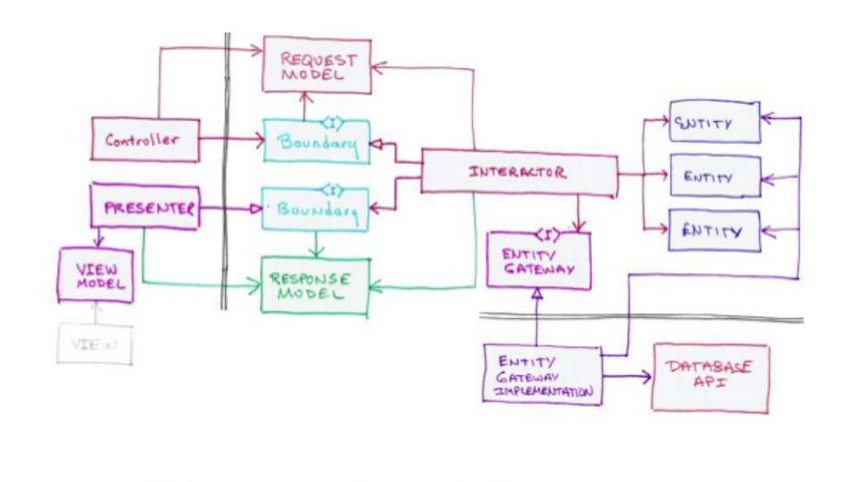 REQUEST
MODEL
<I>
Controller
Boundary
INTERACTOR
ENTITY
ENTITY
ENTITY
<I>
PRESENTER
Boundary
<I>
ENTITY
GATEWAY
VIEW
MODEL
RESPONSE
MODEL
VIEW
ENTITY
GATEWAY
IMPLEMENTATION
DATABASE
API